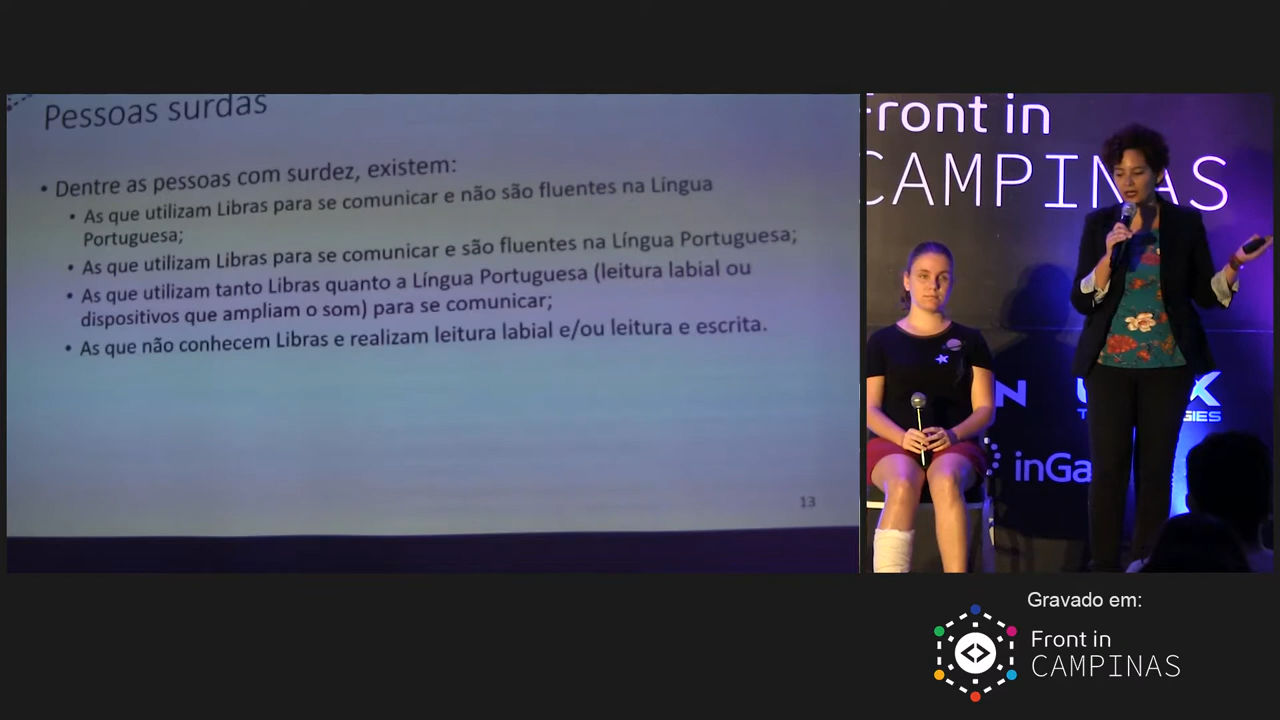 Pessoas surdas
• Dentre as pessoas com surdez, existem:
• As que utilizam Libras para se comunicar e não são fluentes na Língua
Portuguesa;
• As que utilizam Libras para se comunicar e são fluentes na Língua Portuguesa;
• As que utilizam tanto Libras quanto a Língua Portuguesa (leitura labial ou
dispositivos que ampliam o som) para se comunicar;
• As que não conhecem Libras e realizam leitura labial e/ou leitura e escrita.
13
Front in
CAMPINAS
inGa
Gravado em:
Front in
CAMPINAS